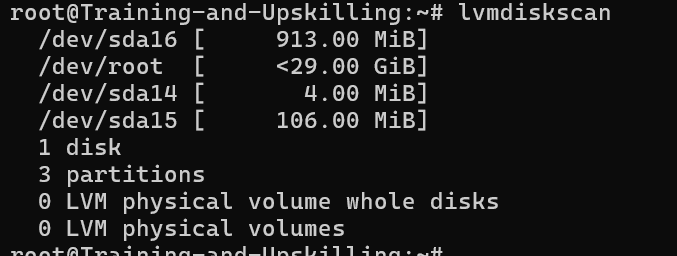 root@Training-and-Upskilling:~# lvmdiskscan
  /dev/sda16 [     913.00 MiB]
  /dev/root  [     <29.00 GiB]
  /dev/sda14 [       4.00 MiB]
  /dev/sda15 [     106.00 MiB]
  1 disk
  3 partitions
  0 LVM physical volume whole disks
  0 LVM physical volumes
root@Training-and-Upskilling:~#